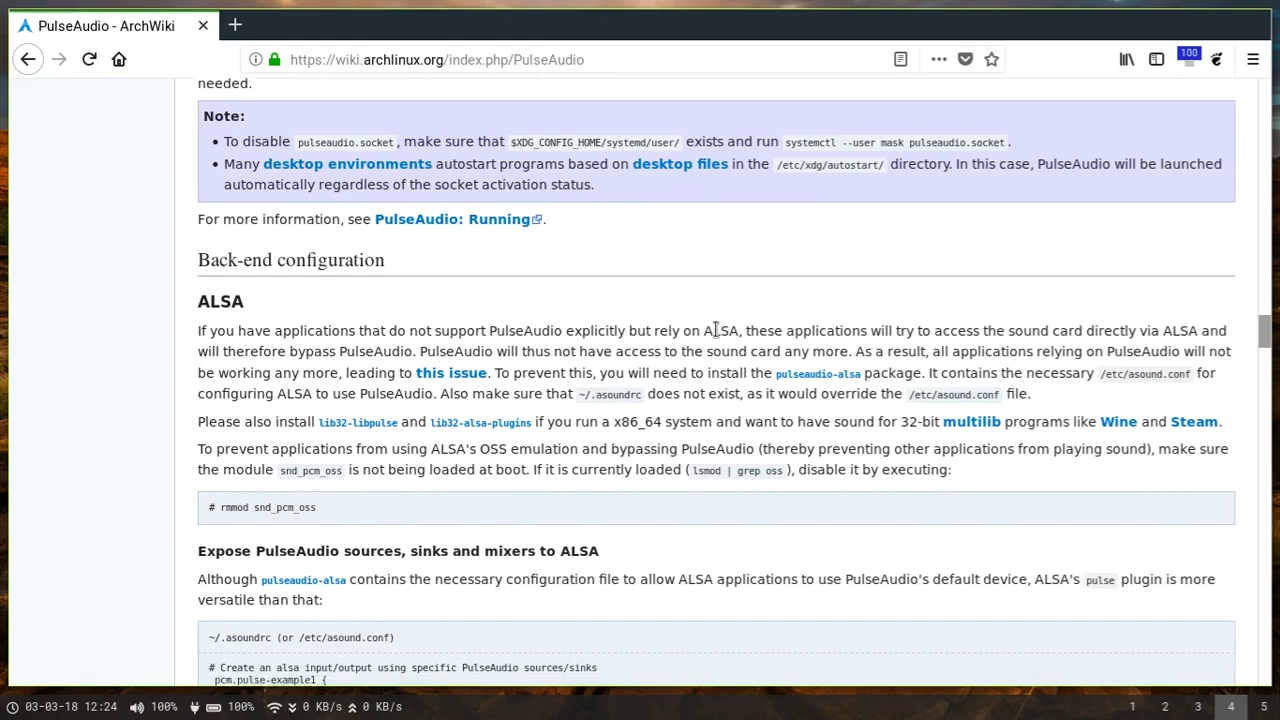 PulseAudio - ArchWiki
https://wiki.archlinux.org/index.php/PulseAudio
100
needed.
Note:
To disable pulseaudio.socket, make sure that $XDG_CONFIG_HOME/systemd/user/ exists and run systemctl --user mask pulseaudio.socket.
Many desktop environments autostart programs based on desktop files in the /etc/xdg/autostart/ directory. In this case, PulseAudio will be launched
automatically regardless of the socket activation status.
For more information, see PulseAudio: Running.
Back-end configuration
ALSA
If you have applications that do not support PulseAudio explicitly but rely on ALSA, these applications will try to access the sound card directly via ALSA and
will therefore bypass PulseAudio. PulseAudio will thus not have access to the sound card any more. As a result, all applications relying on PulseAudio will not
be working any more, leading to this issue. To prevent this, you will need to install the pulseaudio-alsa package. It contains the necessary /etc/asound.conf for
configuring ALSA to use PulseAudio. Also make sure that ~/.asoundrc does not exist, as it would override the /etc/asound.conf file.
Please also install lib32-libpulse and lib32-alsa-plugins if you run a x86_64 system and want to have sound for 32-bit multilib programs like Wine and Steam.
To prevent applications from using ALSA's OSS emulation and bypassing PulseAudio (thereby preventing other applications from playing sound), make sure
the module snd_pcm_oss is not being loaded at boot. If it is currently loaded (lsmod | grep oss), disable it by executing:
# rmmod snd_pcm_oss
Expose PulseAudio sources, sinks and mixers to ALSA
Although pulseaudio-alsa contains the necessary configuration file to allow ALSA applications to use PulseAudio's default device, ALSA's pulse plugin is more
versatile than that:
~/.asoundrc (or /etc/asound.conf)
# Create an alsa input/output using specific PulseAudio sources/sinks
pcm.pulse-example1 {
03-03-18 12:24 100% 100% 0 KB/s 0 KB/s 1 2 3 4 5